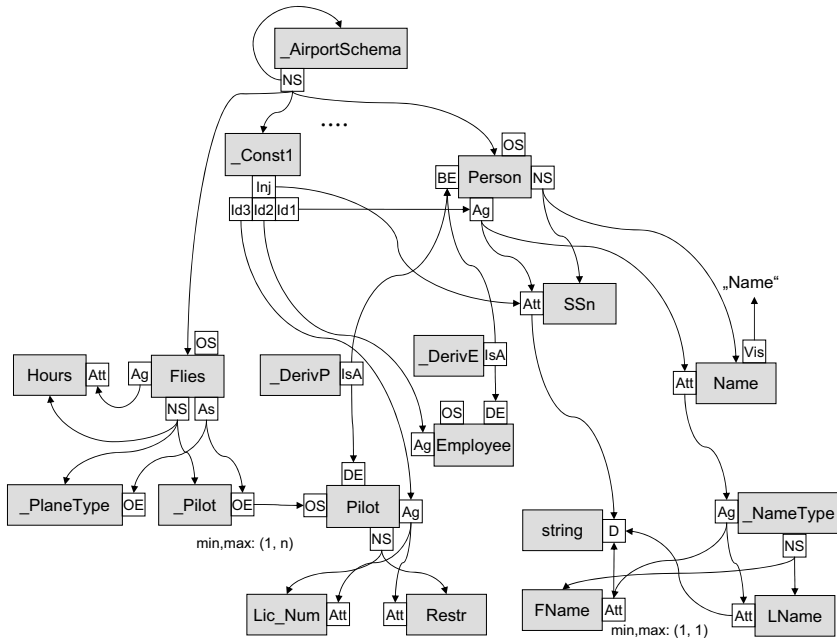 _AirportSchema
NS
....
_Const1
OS
Inj
BE
Person
NS
Id3
Id2
Id1
Ag
„Name“
Att
SSn
OS
Vis
Hours
Att
Ag
Flies
_DerivP
IsA
_DerivE
IsA
Att
Name
NS
As
OS
DE
Ag
Employee
_PlaneType
OE
_Pilot
OE
DE
OS
Pilot
Ag
string
D
Ag
_NameType
min,max: (1, n)
NS
NS
Lic_Num
Att
Att
Restr
FName
Att
Att
LName
min,max: (1, 1)